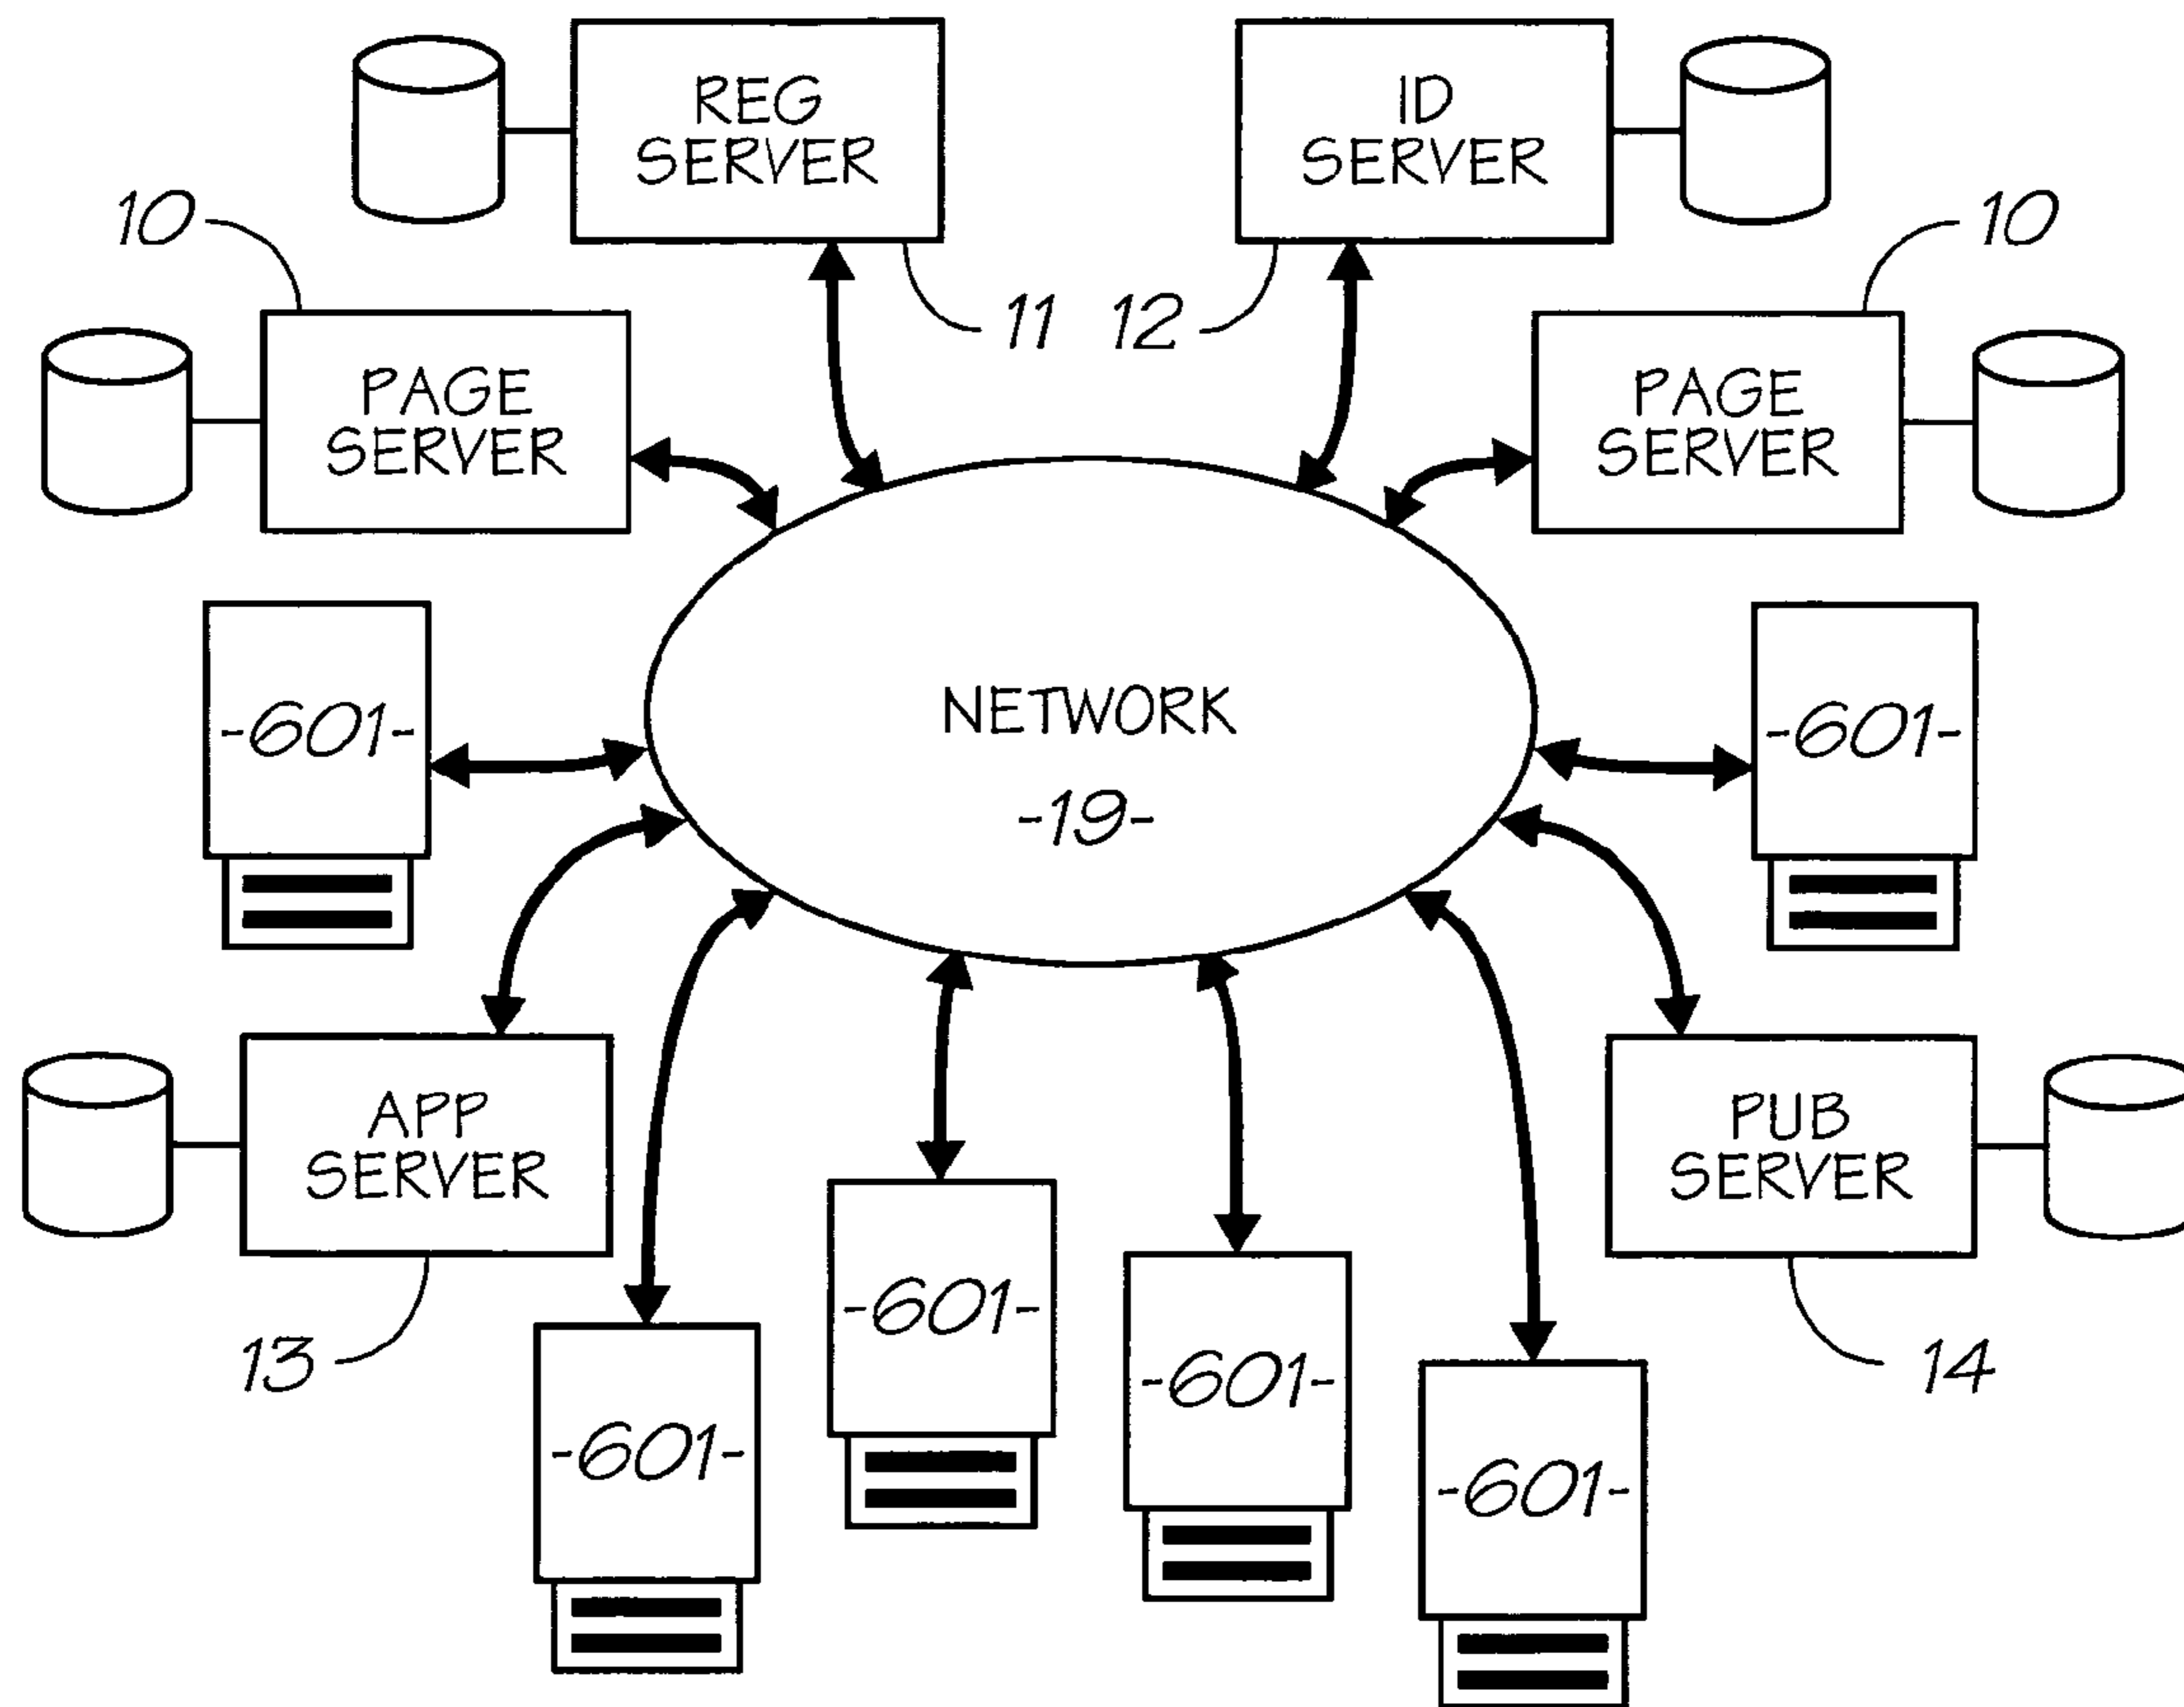 REG
SERVER
ID
SERVER
10
10
11
12
PAGE
SERVER
PAGE
SERVER
-601-
NETWORK
-19-
-601-
APP
SERVER
PUB
SERVER
13
-601-
-601-
-601-
-601-
14